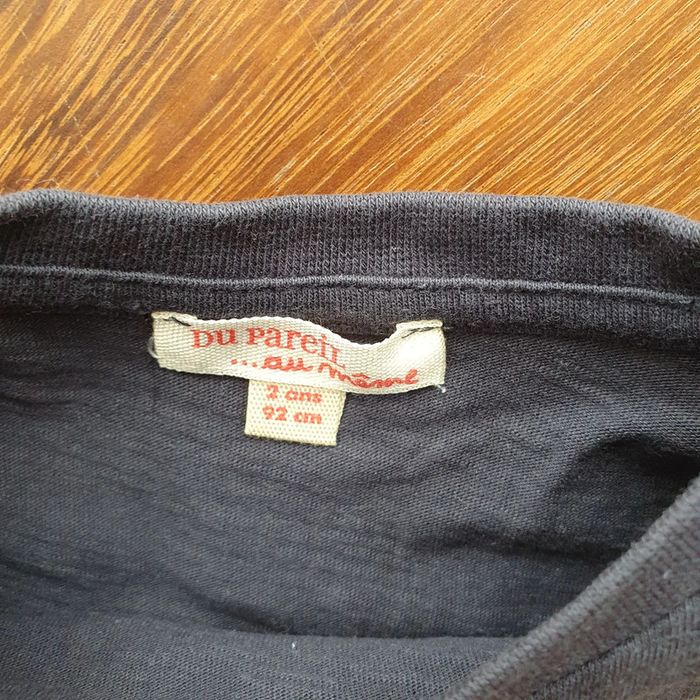 DU Pareil
...au même
2 ans
92 cm